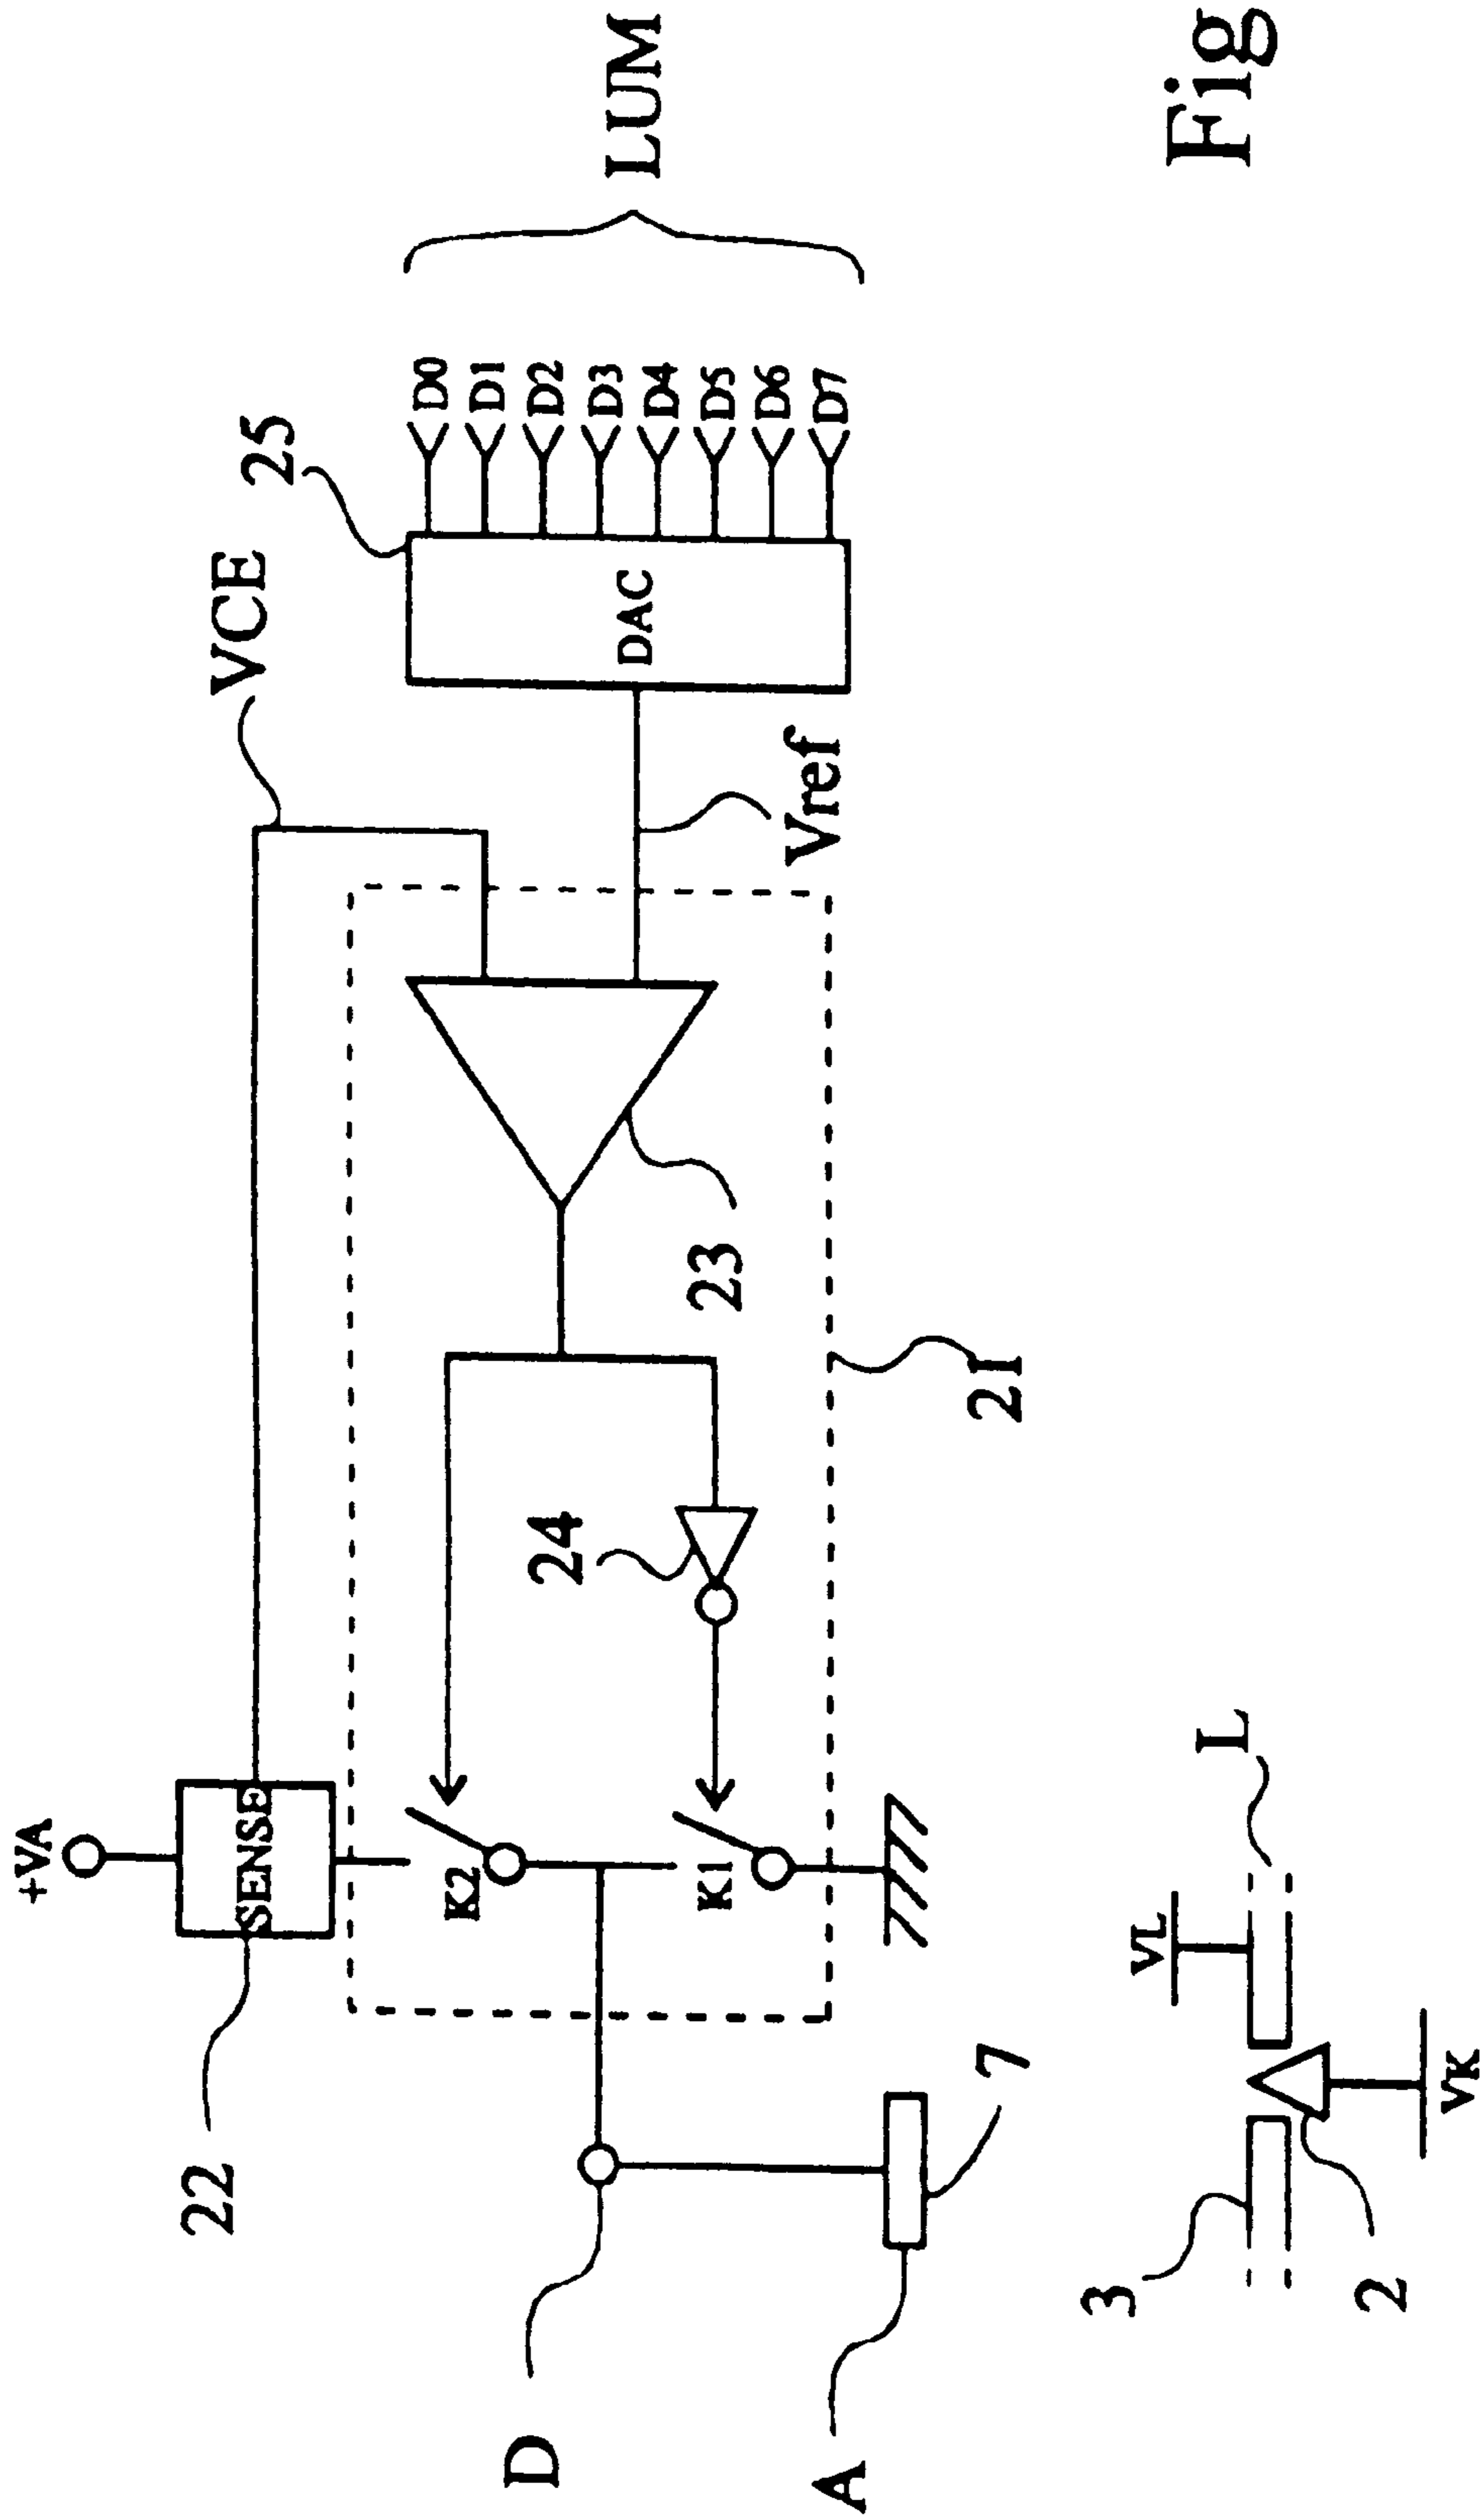 +VA
SENSE
22
VCE
25
D0
D1
D2
D3
D4
D5
D6
D7
LUM
DAC
Vref
23
24
21
K2
K1
D
A
7
3
2
L
VL
VK
Fig